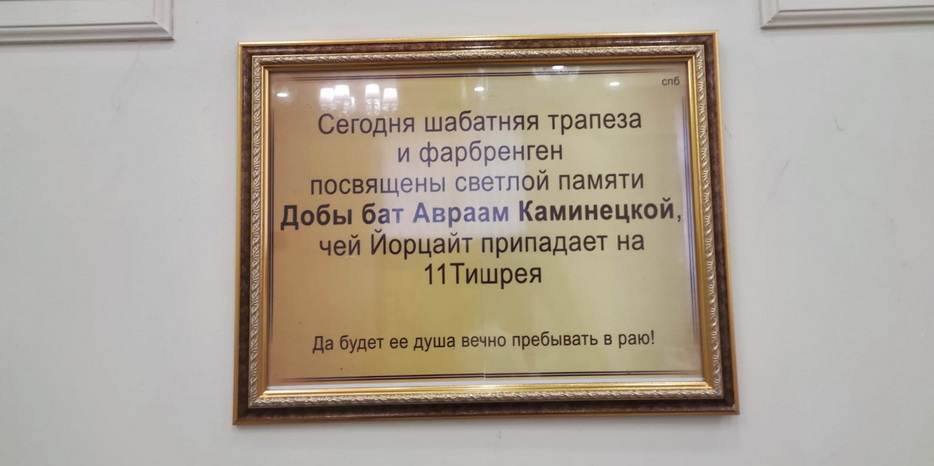 спб
Сегодня шабатняя трапеза
и фарбренген
посвящены светлой памяти
Добы бат Авраам Каминецкой,
чей Йорцайт припадает на
11Тишрея
Да будет ее душа вечно пребывать в раю!